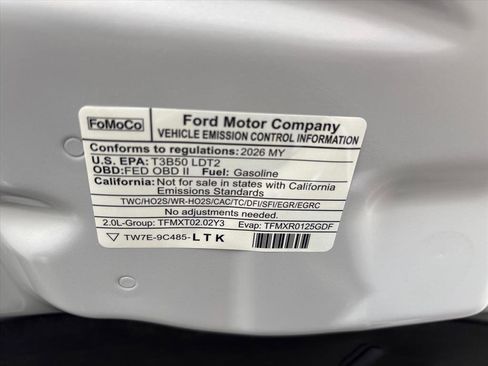 FoMoCo
Ford Motor Company
VEHICLE EMISSION CONTROL INFORMATION
Conforms to regulations: 2026 MY
U.S. EPA: T3B50 LDT2
OBD:FED OBD II Fuel: Gasoline
California: Not for sale in states with California
Emissions Standards
TWC/HO2S/WR-HO2S/CAC/TC/DFI/SFI/EGR/EGRC
No adjustments needed.
2.0L-Group: TFMXT02.02Y3 Evap: TFMXR0125GDF
TW7E-9C485-LTK